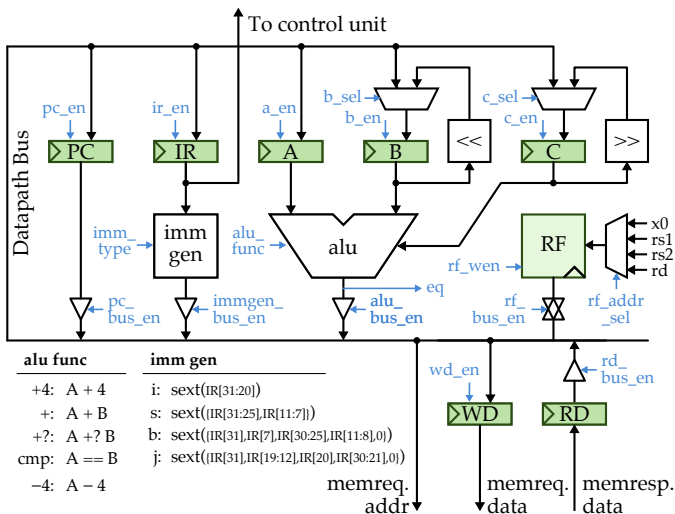 To control unit
Datapath Bus
pc_en
ir_en
a_en
b_sel
b_en
c_sel
c_en
PC
IR
A
B
<<
C
>>
imm_
type
imm
gen
alu_
func
alu
rf_wen
RF
x0
rs1
rs2
rd
eq
rf_addr
_sel
pc_
bus_en
immgen_
bus_en
alu_
bus_en
rf_
bus_en
alu func
+4: A + 4
+: A + B
+?: A +? B
cmp: A == B
−4: A − 4
imm gen
i: sext(IR[31:20])
s: sext({IR[31:25],IR[11:7]})
b: sext({IR[31],IR[7],IR[30:25],IR[11:8],0})
j: sext({IR[31],IR[19:12],IR[20],IR[30:21],0})
wd_en
rd_
bus_en
WD
RD
memreq.
addr
memreq.
data
memresp.
data